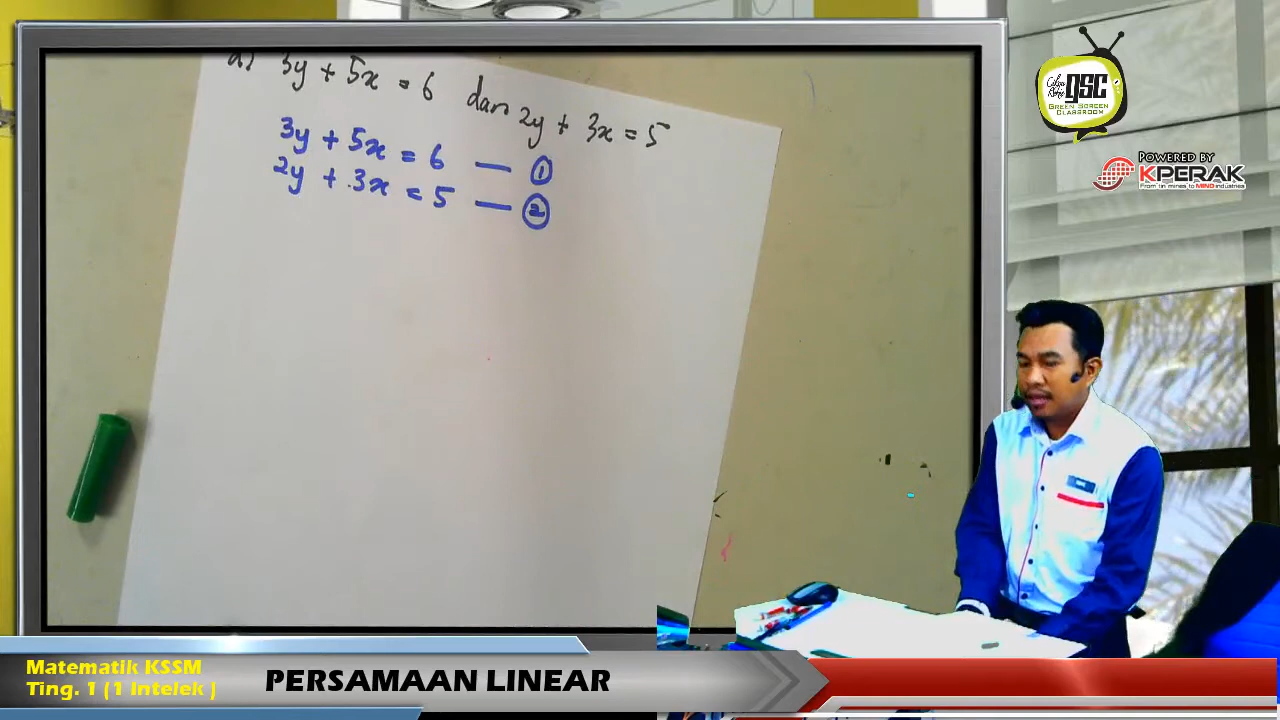 a) 3y + 5x = 6 dan 2y + 3x = 5
3y + 5x = 6 — ①
2y + 3x = 5 — ②
GSC
GREEN SCREEN
CLASSROOM
POWERED BY
KPERAK
From tin mines to MIND industries
Matematik KSSM
Ting. 1 (1 Intelek )
PERSAMAAN LINEAR